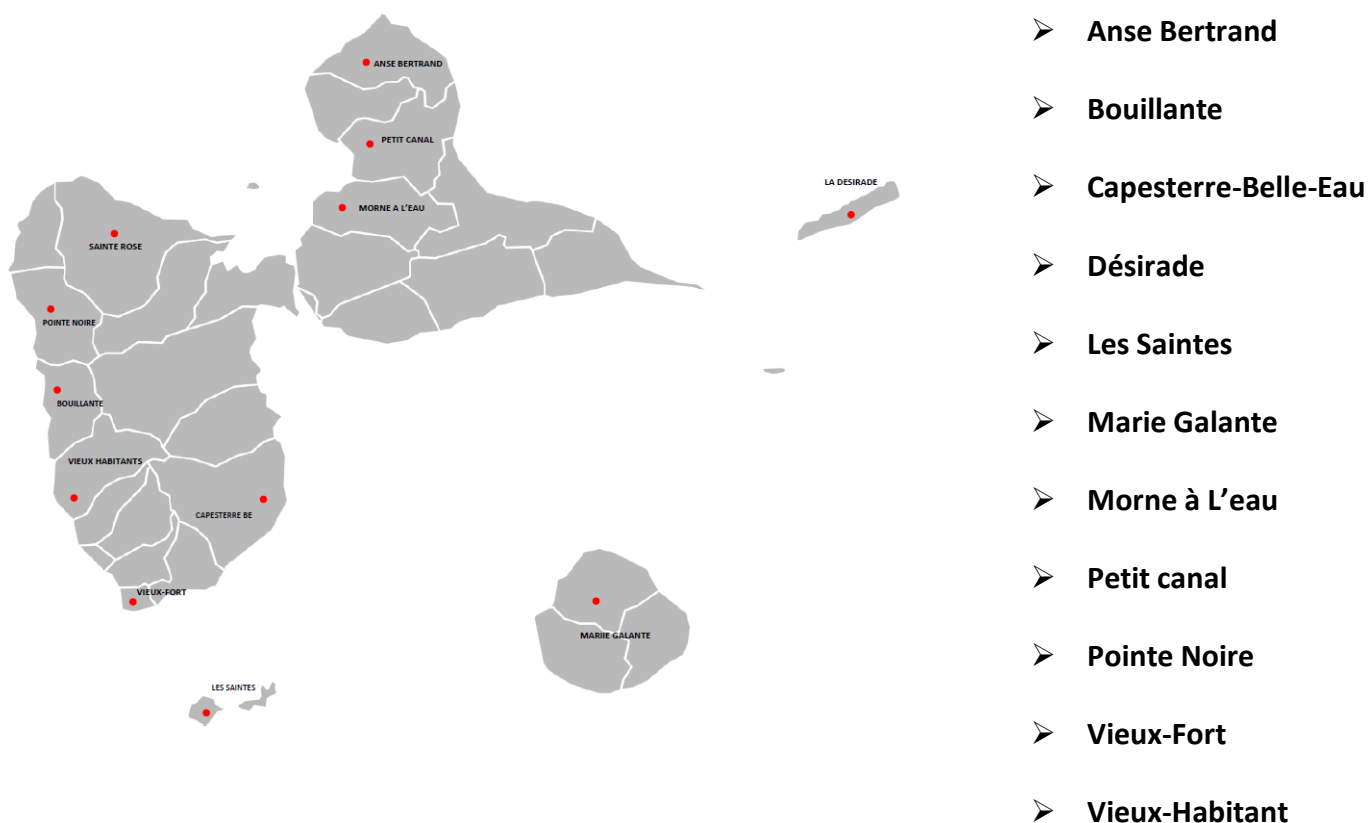 ANSE BERTRAND
PETIT CANAL
LA DESIRADE
MORNE A L'EAU
SAINTE ROSE
POINTE NOIRE
BOUILLANTE
VIEUX HABITANTS
CAPESTERRE BE
VIEUX-FORT
MARIIE GALANTE
LES SAINTES
➢ Anse Bertrand
➢ Bouillante
➢ Capesterre-Belle-Eau
➢ Désirade
➢ Les Saintes
➢ Marie Galante
➢ Morne à L’eau
➢ Petit canal
➢ Pointe Noire
➢ Vieux-Fort
➢ Vieux-Habitant